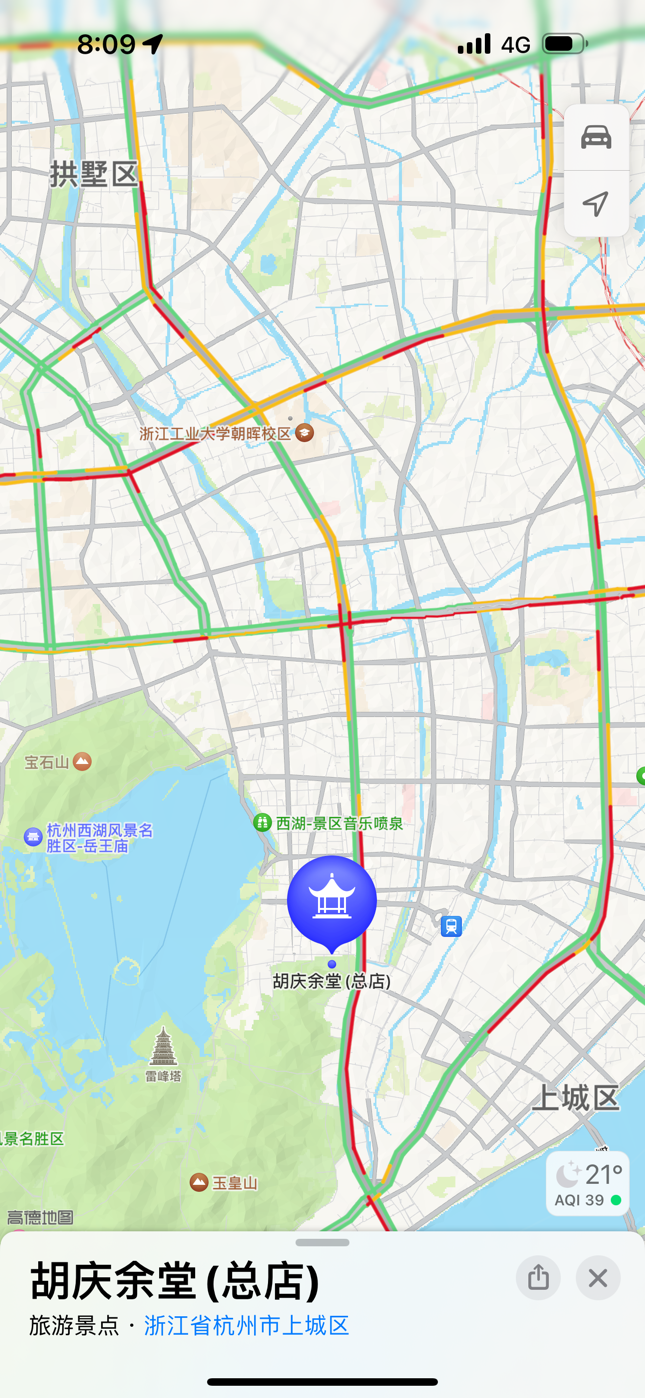 8:09
4G
拱墅区
浙江工业大学朝晖校区
宝石山
杭州西湖风景名
胜区-岳王庙
西湖-景区音乐喷泉
胡庆余堂(总店)
雷峰塔
上城区
景名胜区
玉皇山
21°
AQI 39
高德地图
胡庆余堂(总店)
旅游景点 · 浙江省杭州市上城区